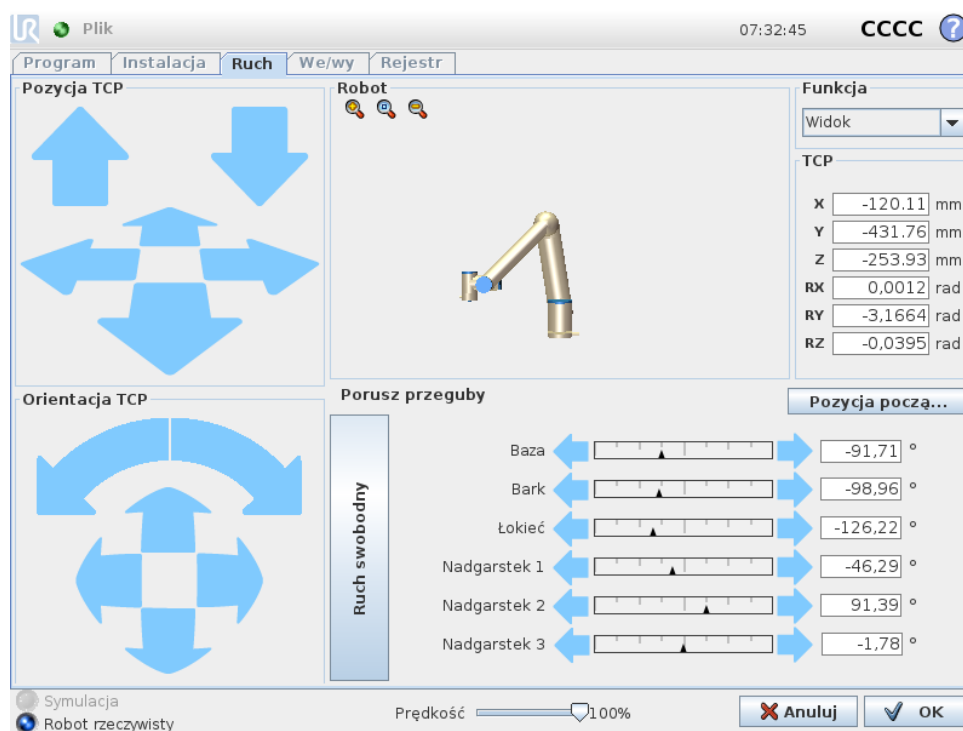 UR Plik 07:32:45 CCCC ?
Program Instalacja Ruch We/wy Rejestr
Pozycja TCP
Robot
Funkcja
Widok
TCP
X -120.11 mm
Y -431.76 mm
Z -253.93 mm
RX 0,0012 rad
RY -3,1664 rad
RZ -0,0395 rad
Orientacja TCP
Porusz przeguby
Pozycja począ...
Ruch swobodny
Baza -91,71 °
Bark -98,96 °
Łokieć -126,22 °
Nadgarstek 1 -46,29 °
Nadgarstek 2 91,39 °
Nadgarstek 3 -1,78 °
Symulacja
Robot rzeczywisty
Prędkość 100%
Anuluj
OK